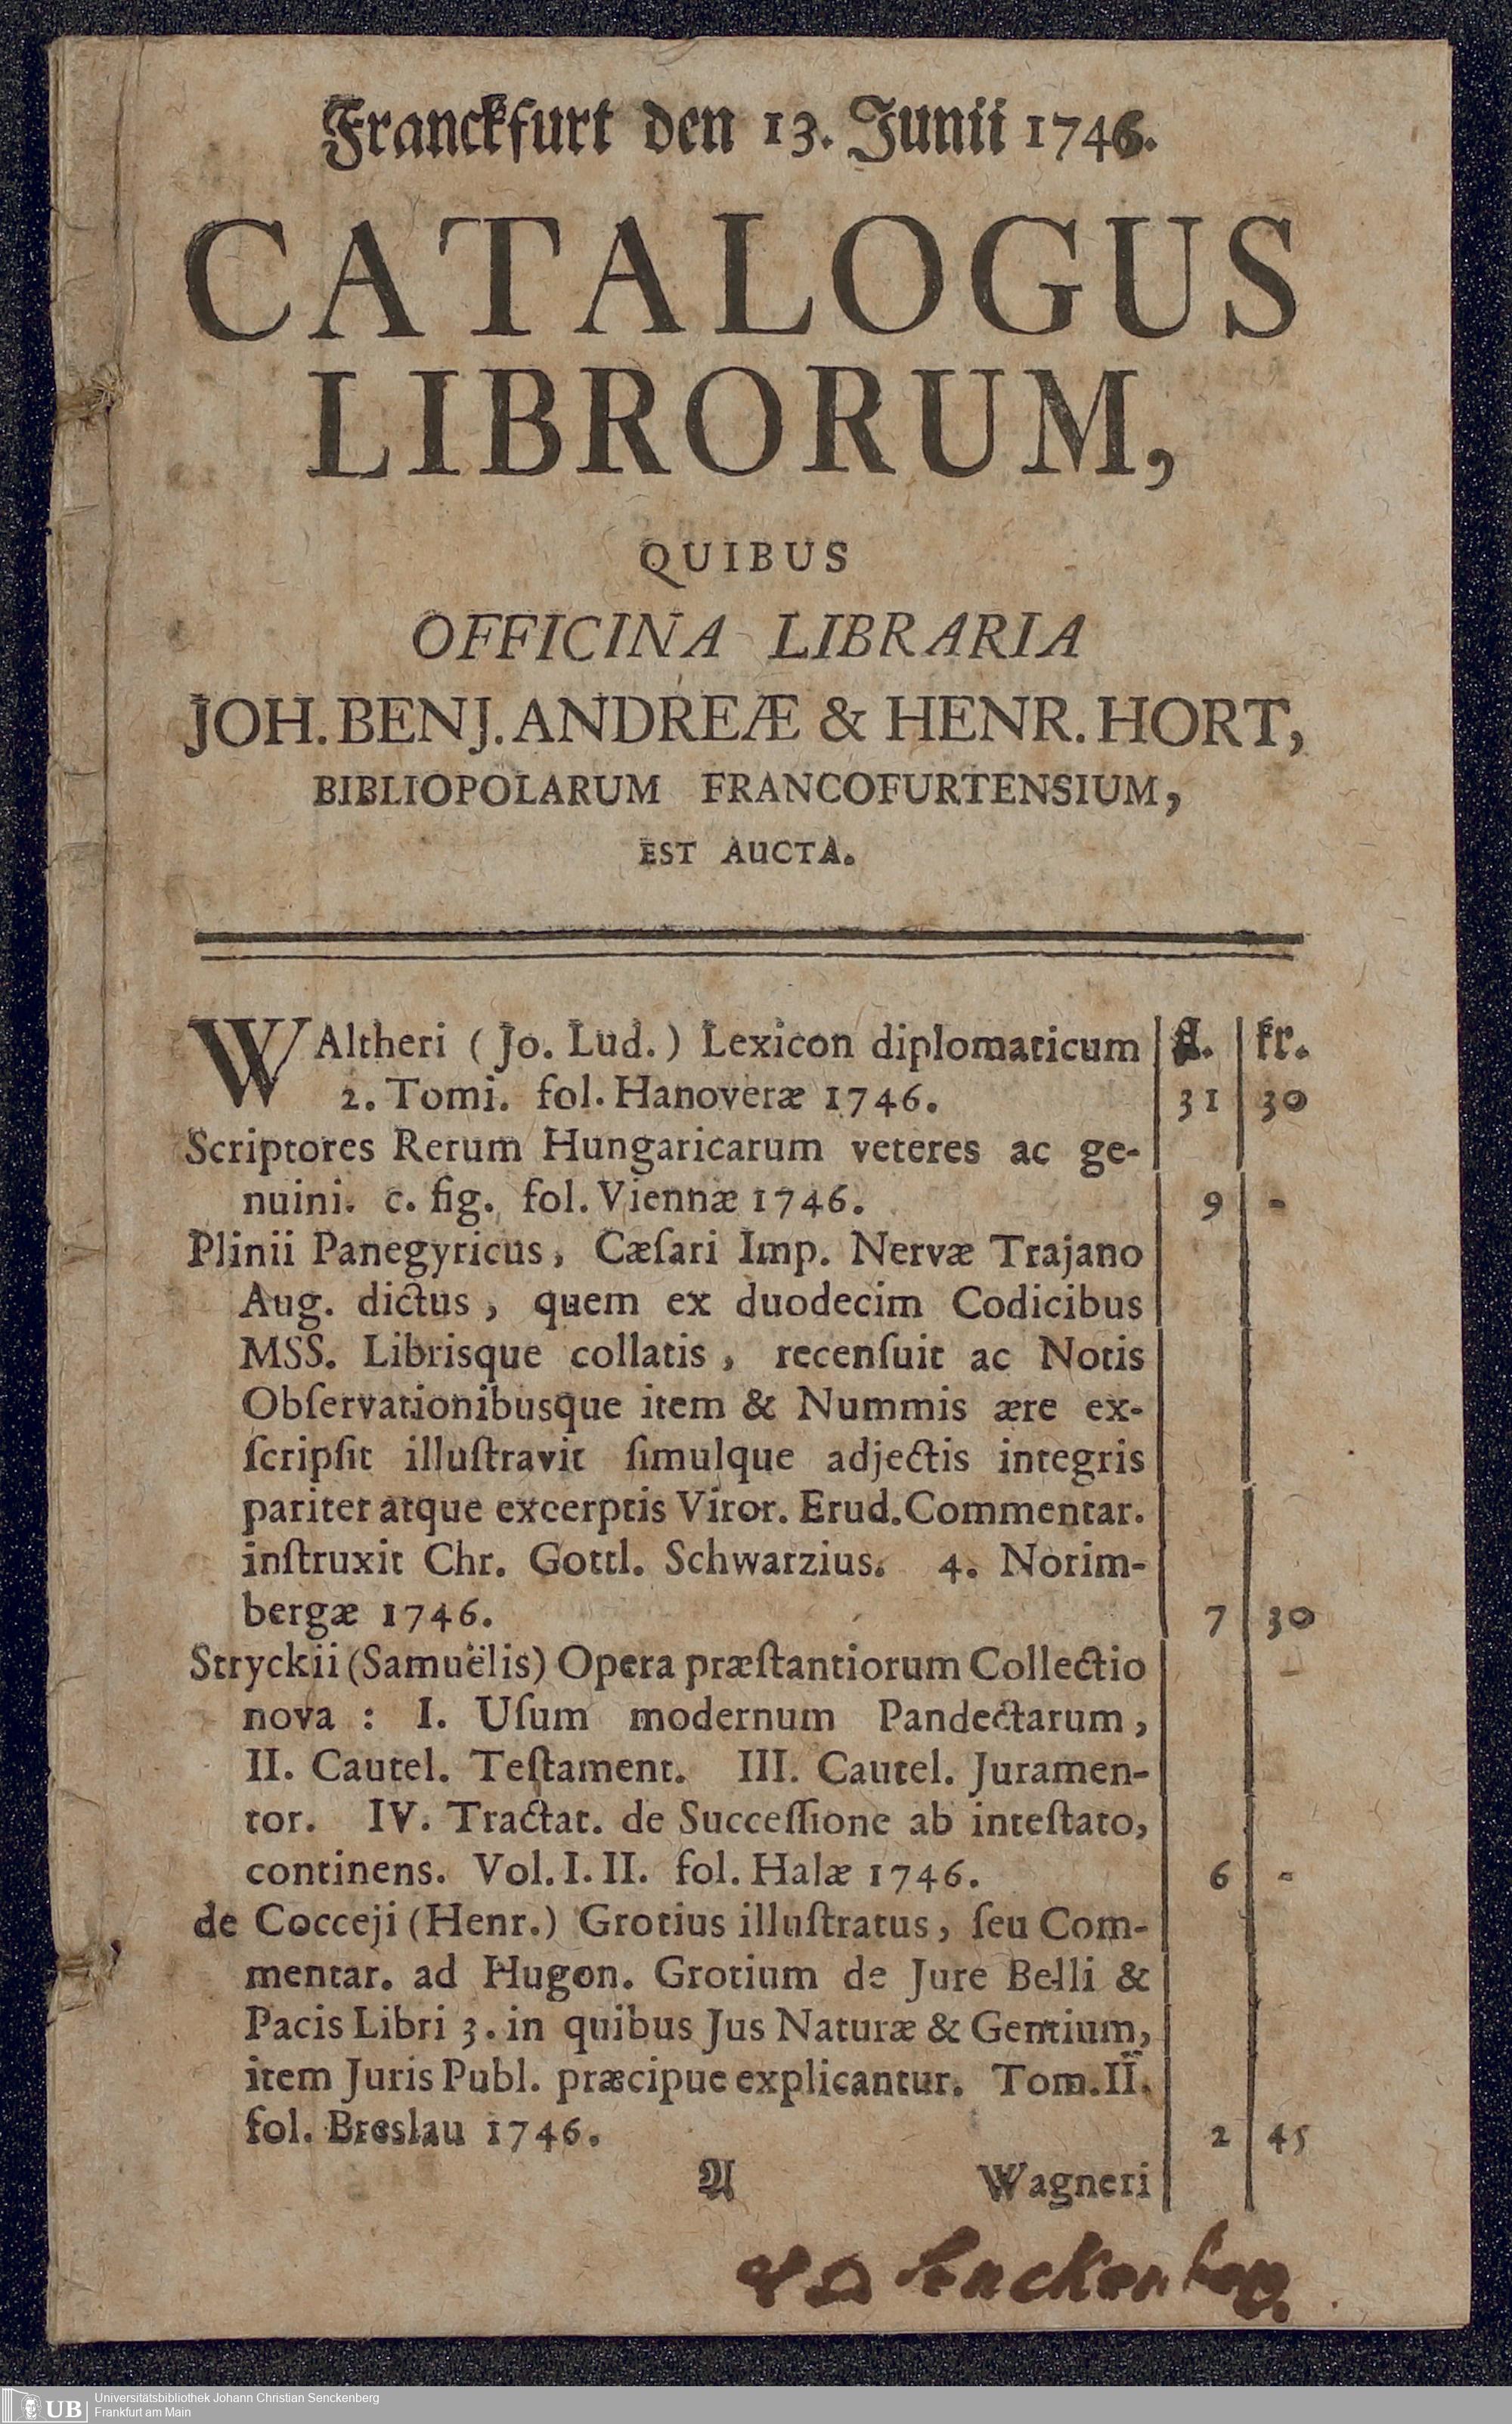 Franckfurt den 13. Junii 1746.
CATALOGUS
LIBRORUM,
QUIBUS
OFFICINA LIBRARIA
JOH. BENJ. ANDREÆ & HENR. HORT,
BIBLIOPOLARUM FRANCOFURTENSIUM,
EST AUCTA.
WAltheri (Jo. Lud.) Lexicon diplomaticum | fl. | kr.
2. Tomi. fol. Hanoveræ 1746. | 31 | 30
Scriptores Rerum Hungaricarum veteres ac ge-
nuini. c. fig. fol. Viennæ 1746. | 9 | -
Plinii Panegyricus, Cæſari Imp. Nervæ Trajano
Aug. dictus, quem ex duodecim Codicibus
MSS. Librisque collatis, recenſuit ac Notis
Obſervationibusque item & Nummis ære ex-
ſcripſit illuſtravit ſimulque adjectis integris
pariter atque excerptis Viror. Erud. Commentar.
inſtruxit Chr. Gottl. Schwarzius. 4. Norim-
bergæ 1746. | 7 | 30
Stryckii (Samuëlis) Opera præſtantiorum Collectio
nova : I. Uſum modernum Pandectarum,
II. Cautel. Teſtament. III. Cautel. Juramen-
tor. IV. Tractat. de Succeſſione ab inteſtato,
continens. Vol. I. II. fol. Halæ 1746. | 6 | -
de Cocceji (Henr.) Grotius illuſtratus, ſeu Com-
mentar. ad Hugon. Grotium de Jure Belli &
Pacis Libri 3. in quibus Jus Naturæ & Gentium,
item Juris Publ. præcipue explicantur. Tom. II.
fol. Breslau 1746. | 2 | 45
A Wagneri
Senckenberg.
UB Universitätsbibliothek Johann Christian Senckenberg
Frankfurt am Main